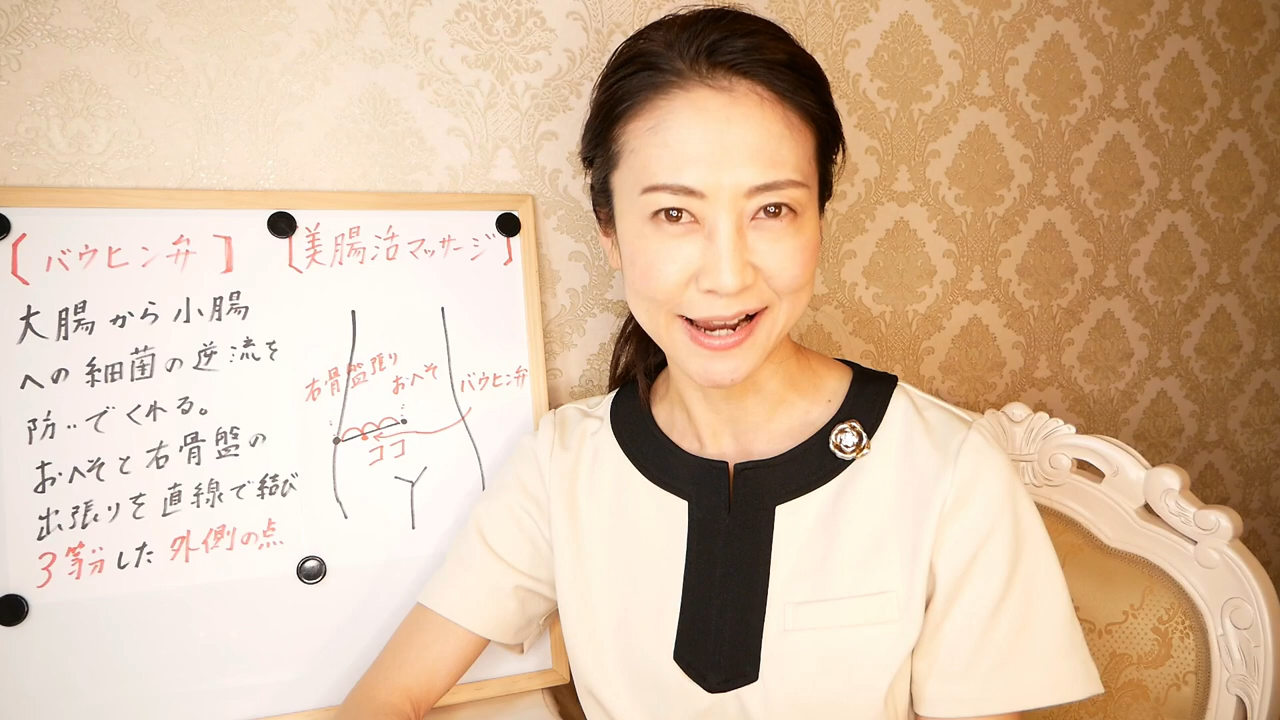 【バウヒン弁】
【美腸活マッサージ】
大腸から小腸
への細菌の逆流を
防いでくれる。
おへそと右骨盤の
出張りを直線で結び
3等分した外側の点
右骨盤張り
おへそ
バウヒン弁
ココ